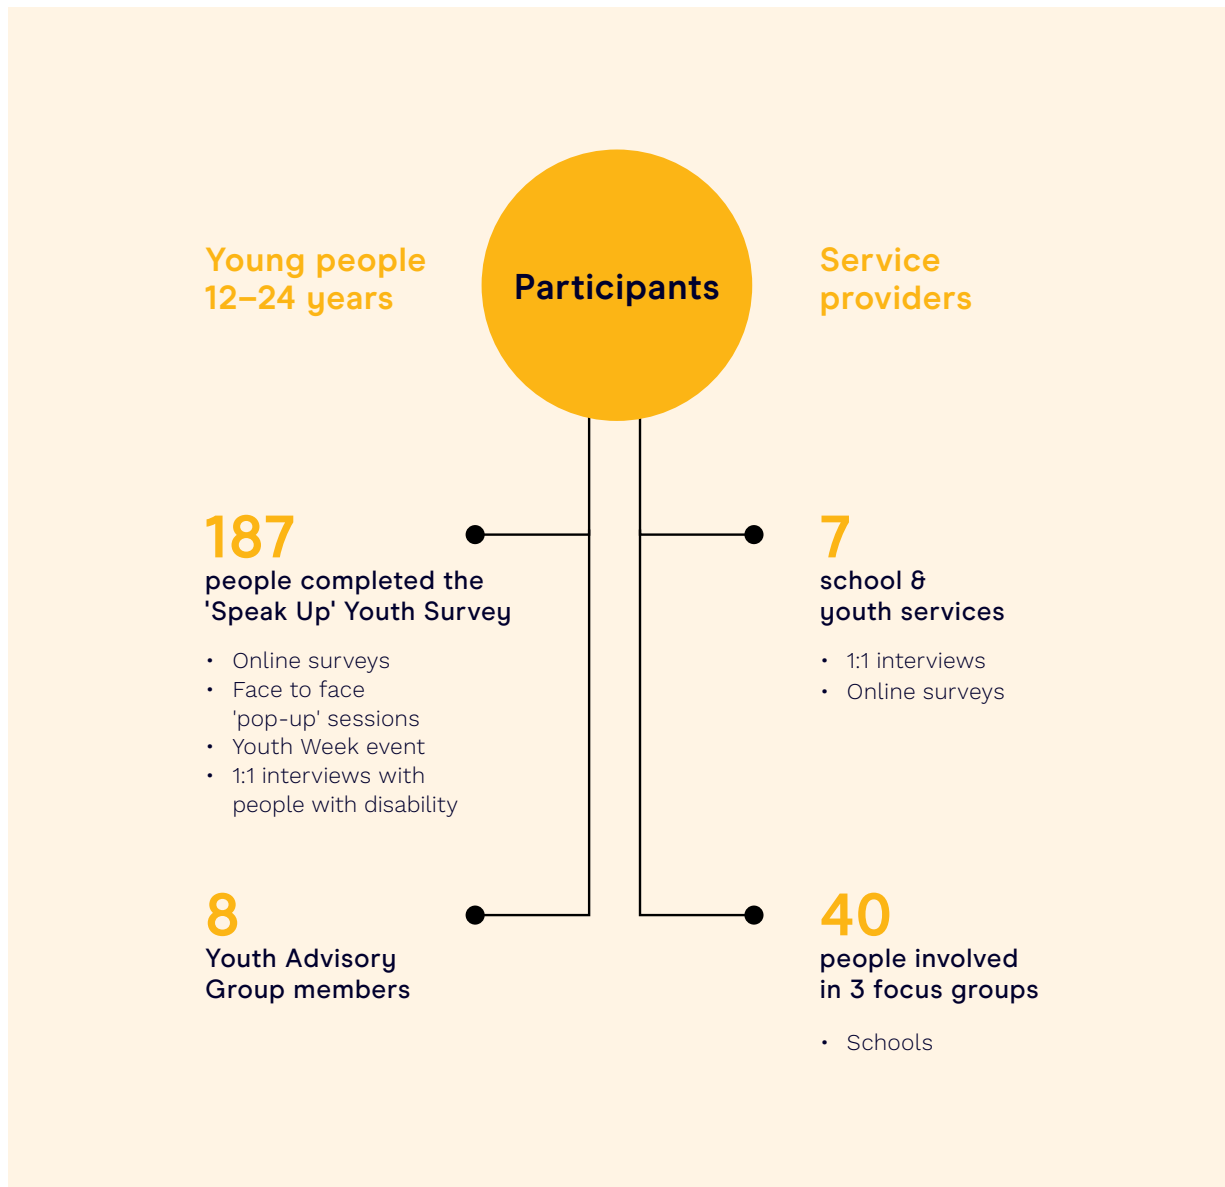 Participants
Young people
12–24 years
187
people completed the
'Speak Up' Youth Survey
• Online surveys
• Face to face
'pop-up' sessions
• Youth Week event
• 1:1 interviews with
people with disability
8
Youth Advisory
Group members
Service
providers
7
school &
youth services
• 1:1 interviews
• Online surveys
40
people involved
in 3 focus groups
• Schools